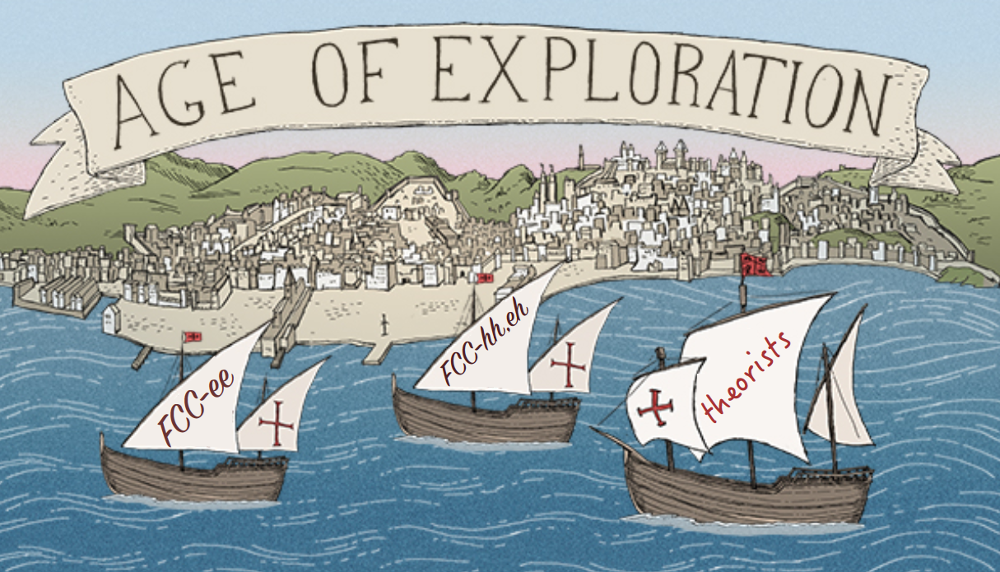 AGE OF EXPLORATION
FCC-ee
FCC-hh,eh
theorists